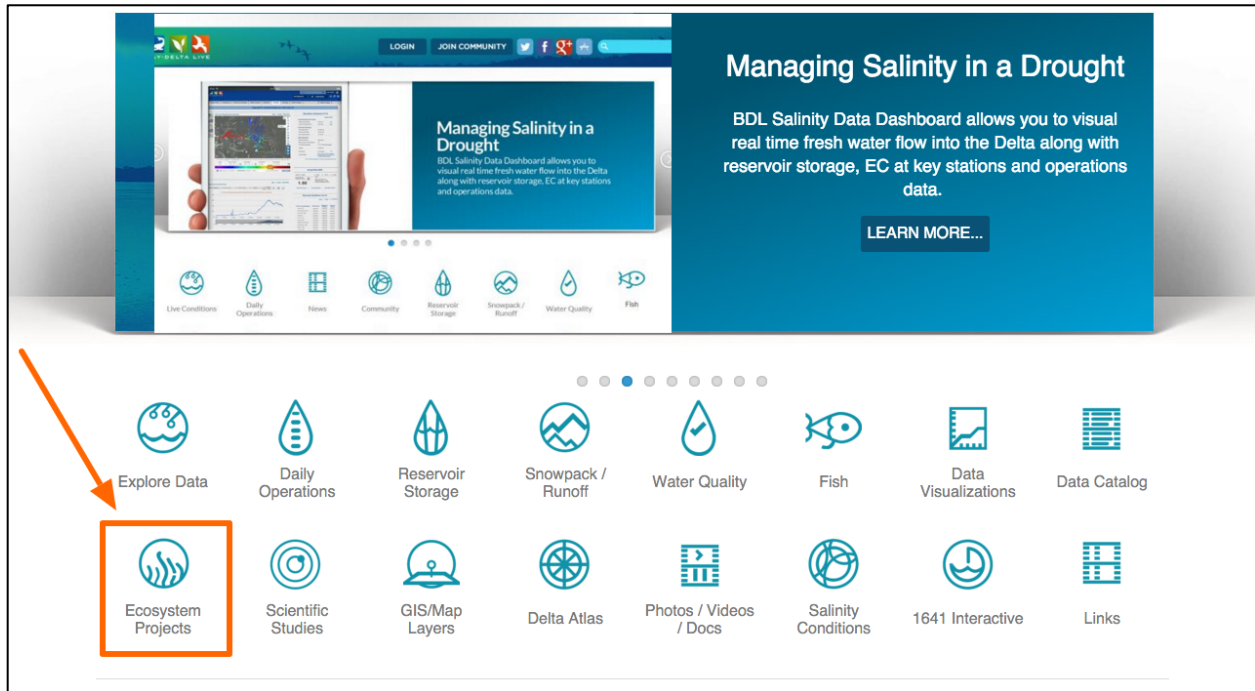 BAY-DELTA LIVE
LOGIN
JOIN COMMUNITY
Managing Salinity in a
Drought
BDL Salinity Data Dashboard allows you to
visual real time fresh water flow into the Delta
along with reservoir storage, EC at key stations
and operations data.
Live Conditions
Daily
Operations
News
Community
Reservoir
Storage
Snowpack /
Runoff
Water Quality
Fish
Managing Salinity in a Drought
BDL Salinity Data Dashboard allows you to visual
real time fresh water flow into the Delta along with
reservoir storage, EC at key stations and operations
data.
LEARN MORE...
Explore Data
Daily
Operations
Reservoir
Storage
Snowpack /
Runoff
Water Quality
Fish
Data
Visualizations
Data Catalog
Ecosystem
Projects
Scientific
Studies
GIS/Map
Layers
Delta Atlas
Photos / Videos
/ Docs
Salinity
Conditions
1641 Interactive
Links